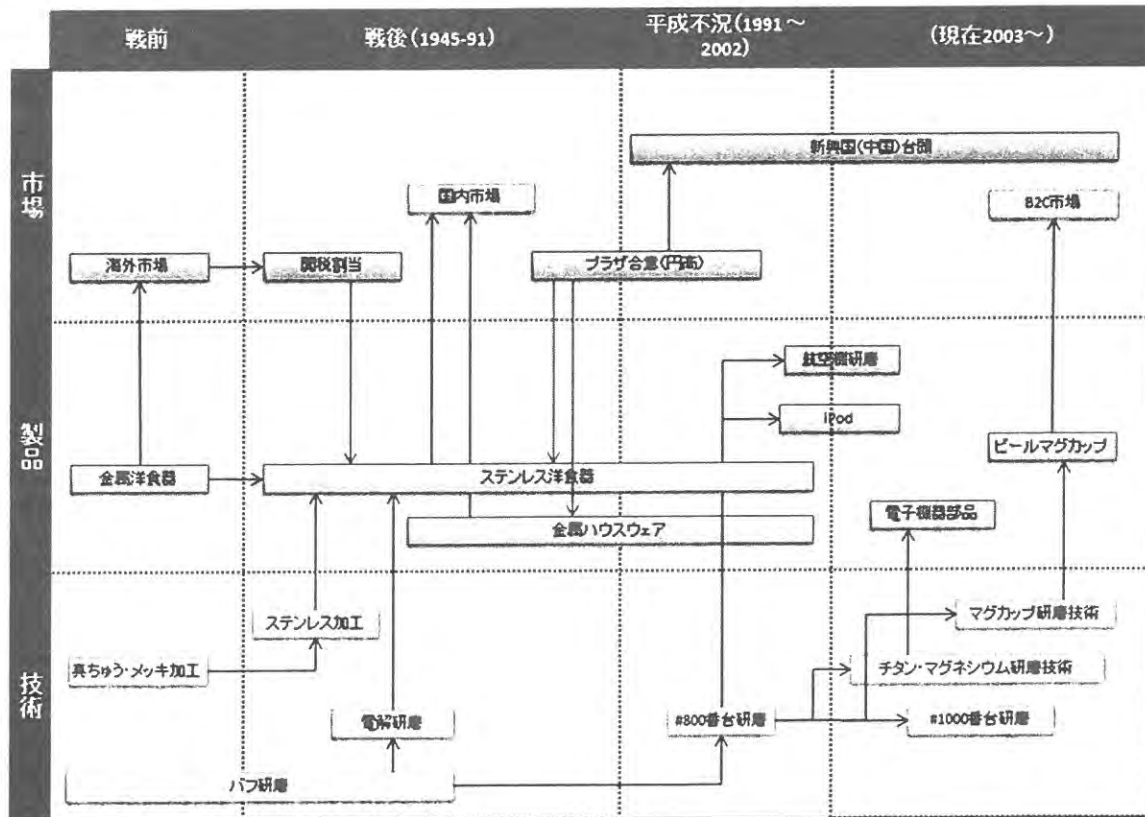 戦前
戦後(1945-91)
平成不況(1991～
2002)
(現在2003～)
市場
新興国(中国)台頭
国内市場
B2C市場
海外市場
関税割当
プラザ合意(円高)
製品
航空機研磨
iPod
ビールマグカップ
金属洋食器
ステンレス洋食器
電子機器部品
金属ハウスウェア
技術
ステンレス加工
マグカップ研磨技術
真ちゅう・メッキ加工
チタン・マグネシウム研磨技術
電解研磨
#800番台研磨
#1000番台研磨
バフ研磨